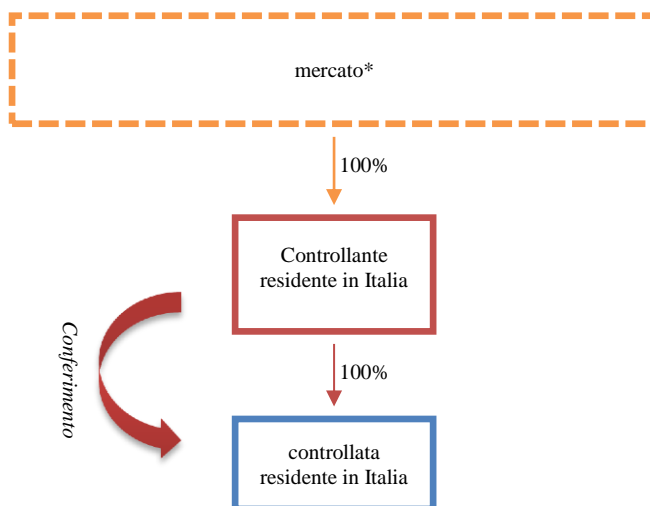 mercato*
100%
Controllante
residente in Italia
Conferimento
100%
controllata
residente in Italia